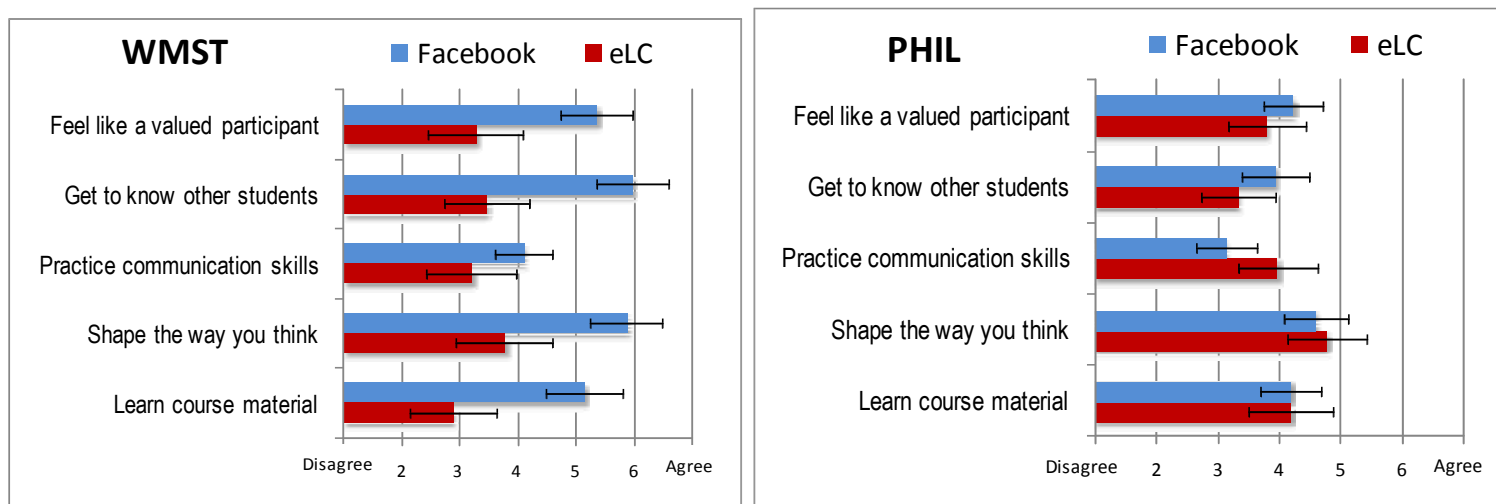 WMST
Facebook eLC
Feel like a valued participant
Get to know other students
Practice communication skills
Shape the way you think
Learn course material
Disagree 2 3 4 5 6 Agree
PHIL
Facebook eLC
Feel like a valued participant
Get to know other students
Practice communication skills
Shape the way you think
Learn course material
Disagree 2 3 4 5 6 Agree